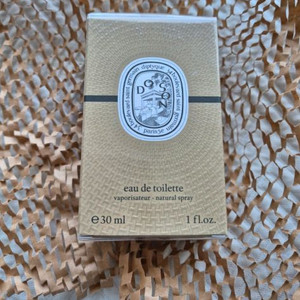 DO SON
eau de toilette
vaporisateur - natural spray
℮ 30 ml
1 fl.oz.